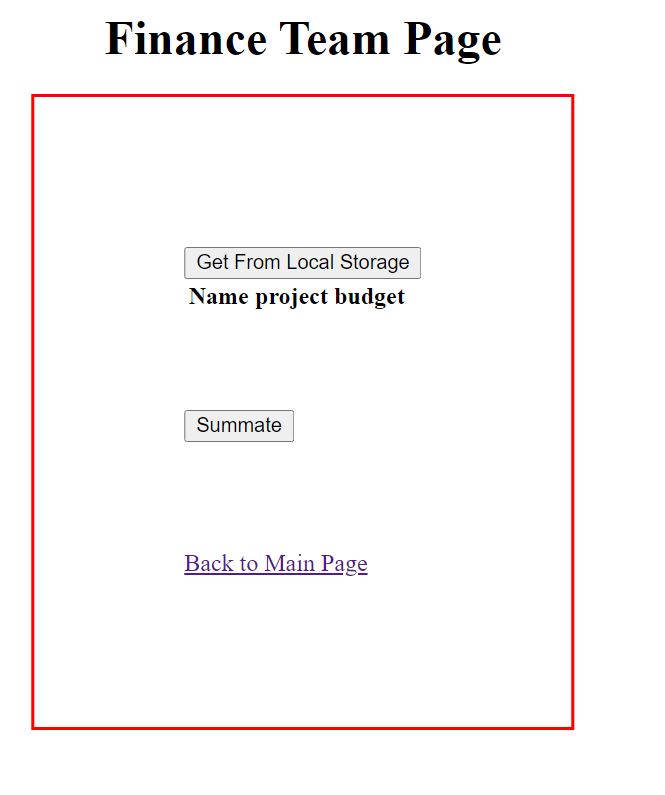 Finance Team Page
Get From Local Storage
Name project budget
Summate
Back to Main Page